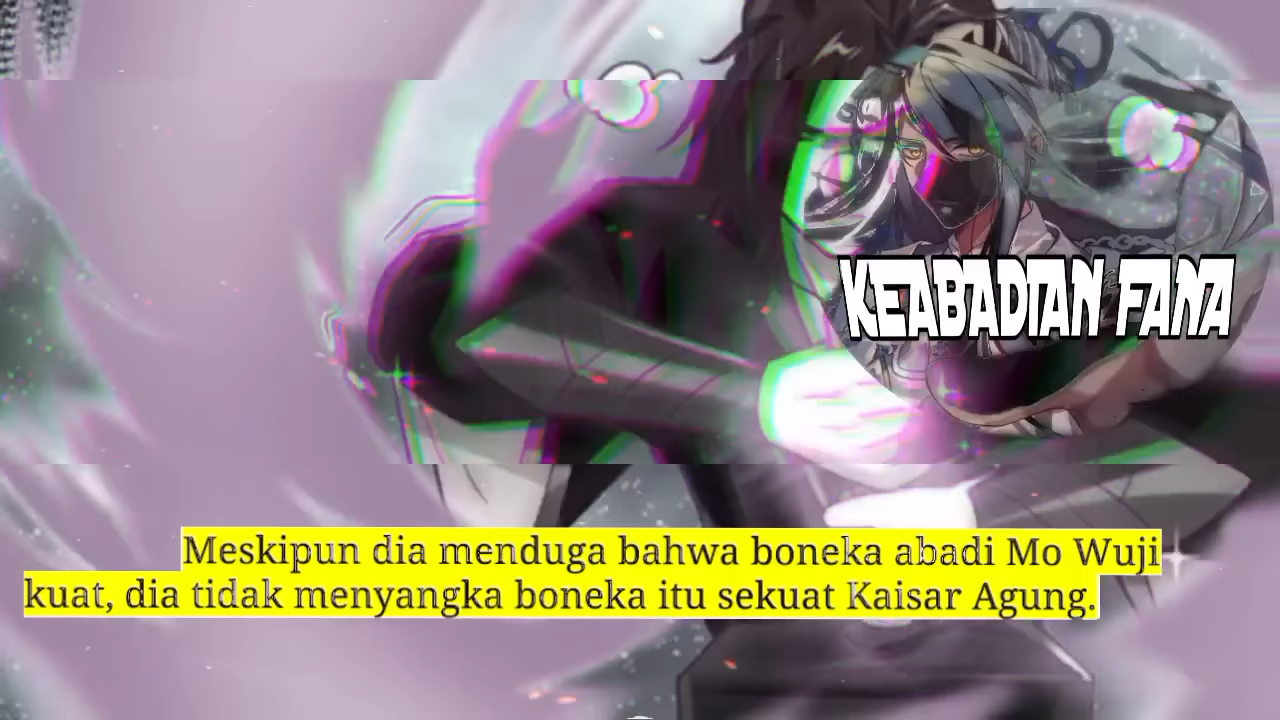 KEABADIAN FANA
Meskipun dia menduga bahwa boneka abadi Mo Wuji
kuat, dia tidak menyangka boneka itu sekuat Kaisar Agung.